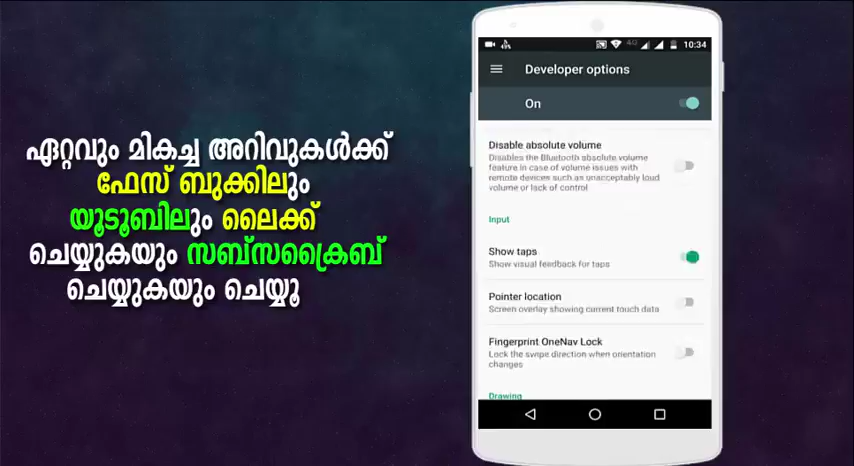 ഏറ്റവും മികച്ച അറിവുകൾക്ക്
ഫേസ് ബുക്കിലും
യൂടൂബിലും ലൈക്ക്
ചെയ്യുകയും സബ്സക്രൈബ്
ചെയ്യുകയും ചെയ്യൂ
4G 10:34
Developer options
On
Disable absolute volume
Disables the Bluetooth absolute volume
feature in case of volume issues with
remote devices such as unacceptably loud
volume or lack of control
Input
Show taps
Show visual feedback for taps
Pointer location
Screen overlay showing current touch data
Fingerprint OneNav Lock
Lock the swipe direction when orientation
changes
Drawing